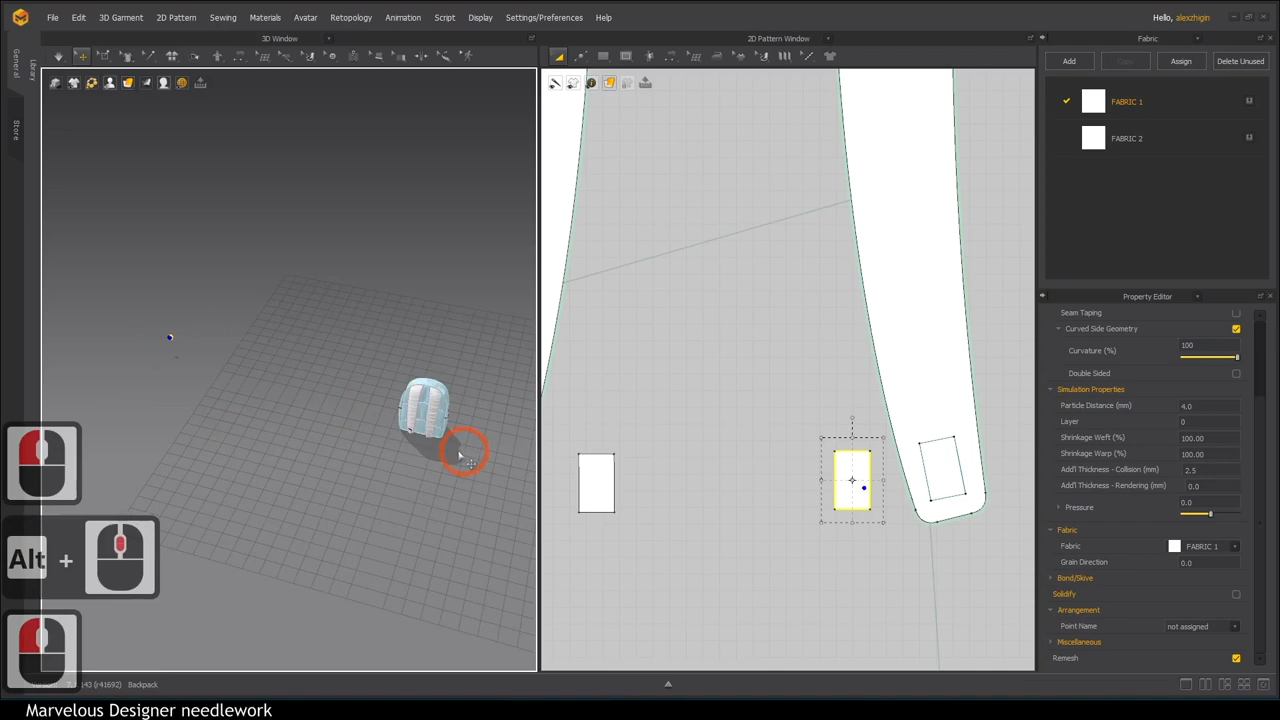 File Edit 3D Garment 2D Pattern Sewing Materials Avatar Retopology Animation Script Display Settings/Preferences Help Hello, alexzhigin
3D Window 2D Pattern Window Fabric
General
Library
Store
Add Copy Assign Delete Unused
FABRIC 1
FABRIC 2
Property Editor
Seam Taping
Curved Side Geometry
Curvature (%) 100
Double Sided
Simulation Properties
Particle Distance (mm) 4.0
Layer 0
Shrinkage Weft (%) 100.00
Shrinkage Warp (%) 100.00
Add'l Thickness - Collision (mm) 2.5
Add'l Thickness - Rendering (mm) 0.0
Pressure 0.0
Fabric
Fabric FABRIC 1
Grain Direction 0.0
Bond/Skive
Solidify
Arrangement
Point Name not assigned
Miscellaneous
Remesh
Alt +
(r41692) Backpack
Marvelous Designer needlework